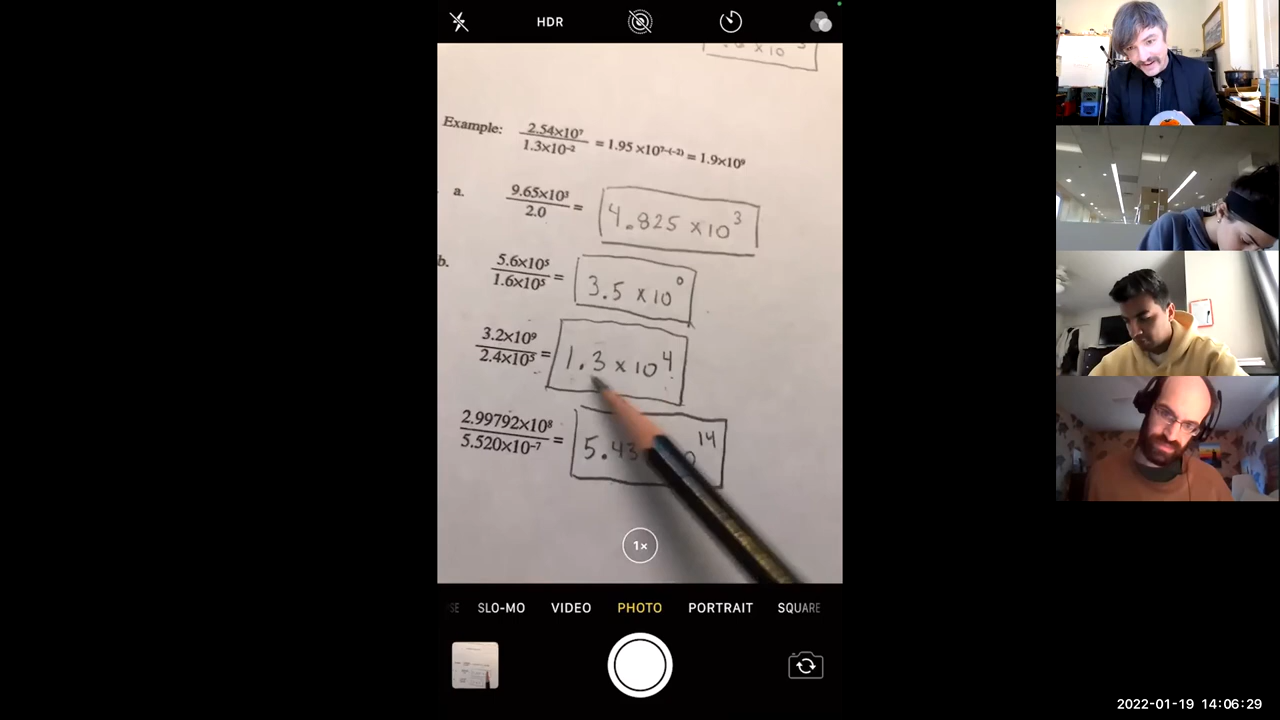 HDR
Example: 2.54×10⁷ / 1.3×10⁻² = 1.95 ×10⁷⁻⁽⁻²⁾ = 1.9×10⁹
a. 9.65×10³ / 2.0 = 4.825 ×10³
b. 5.6×10⁵ / 1.6×10⁵ = 3.5 ×10⁰
3.2×10⁹ / 2.4×10⁵ = 1.3 ×10⁴
2.99792×10⁸ / 5.520×10⁻⁷ = 5.43 14
1×
SLO-MO VIDEO PHOTO PORTRAIT SQUARE
2022-01-19 14:06:29